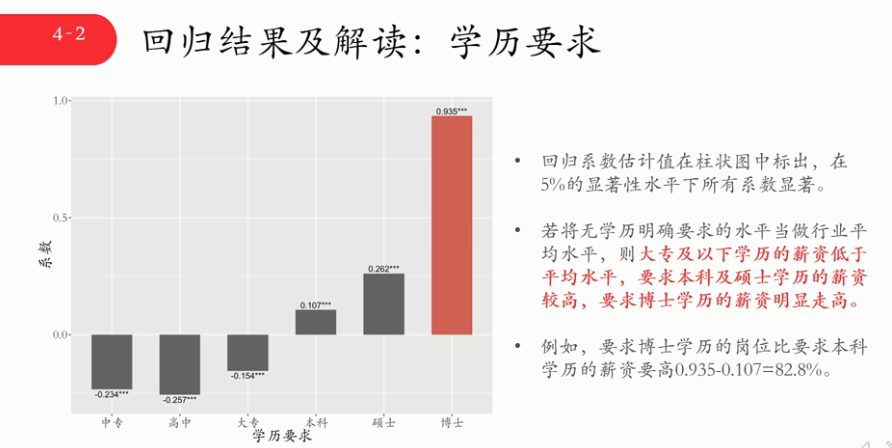 4-2
回归结果及解读：学历要求
1.0
0.5
0.0
系数
-0.234***
-0.257***
-0.154***
0.107***
0.262***
0.935***
中专
高中
大专
本科
硕士
博士
学历要求
• 回归系数估计值在柱状图中标出，在
5%的显著性水平下所有系数显著。
• 若将无学历明确要求的水平当做行业平
均水平，则大专及以下学历的薪资低于
平均水平，要求本科及硕士学历的薪资
较高，要求博士学历的薪资明显走高。
• 例如，要求博士学历的岗位比要求本科
学历的薪资要高0.935-0.107=82.8%。